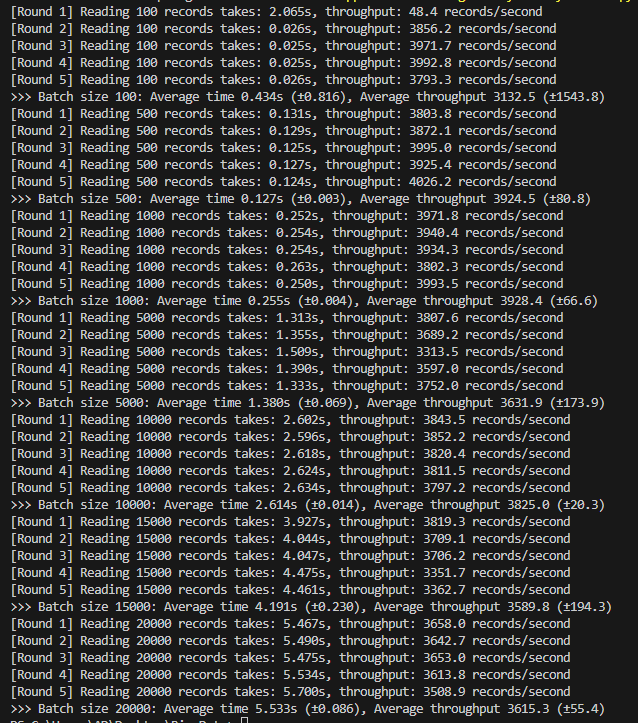 [Round 1] Reading 100 records takes: 2.065s, throughput: 48.4 records/second
[Round 2] Reading 100 records takes: 0.026s, throughput: 3856.2 records/second
[Round 3] Reading 100 records takes: 0.025s, throughput: 3971.7 records/second
[Round 4] Reading 100 records takes: 0.025s, throughput: 3992.8 records/second
[Round 5] Reading 100 records takes: 0.026s, throughput: 3793.3 records/second
>>> Batch size 100: Average time 0.434s (±0.816), Average throughput 3132.5 (±1543.8)
[Round 1] Reading 500 records takes: 0.131s, throughput: 3803.8 records/second
[Round 2] Reading 500 records takes: 0.129s, throughput: 3872.1 records/second
[Round 3] Reading 500 records takes: 0.125s, throughput: 3995.0 records/second
[Round 4] Reading 500 records takes: 0.127s, throughput: 3925.4 records/second
[Round 5] Reading 500 records takes: 0.124s, throughput: 4026.2 records/second
>>> Batch size 500: Average time 0.127s (±0.003), Average throughput 3924.5 (±80.8)
[Round 1] Reading 1000 records takes: 0.252s, throughput: 3971.8 records/second
[Round 2] Reading 1000 records takes: 0.254s, throughput: 3940.4 records/second
[Round 3] Reading 1000 records takes: 0.254s, throughput: 3934.3 records/second
[Round 4] Reading 1000 records takes: 0.263s, throughput: 3802.3 records/second
[Round 5] Reading 1000 records takes: 0.250s, throughput: 3993.5 records/second
>>> Batch size 1000: Average time 0.255s (±0.004), Average throughput 3928.4 (±66.6)
[Round 1] Reading 5000 records takes: 1.313s, throughput: 3807.6 records/second
[Round 2] Reading 5000 records takes: 1.355s, throughput: 3689.2 records/second
[Round 3] Reading 5000 records takes: 1.509s, throughput: 3313.5 records/second
[Round 4] Reading 5000 records takes: 1.390s, throughput: 3597.0 records/second
[Round 5] Reading 5000 records takes: 1.333s, throughput: 3752.0 records/second
>>> Batch size 5000: Average time 1.380s (±0.069), Average throughput 3631.9 (±173.9)
[Round 1] Reading 10000 records takes: 2.602s, throughput: 3843.5 records/second
[Round 2] Reading 10000 records takes: 2.596s, throughput: 3852.2 records/second
[Round 3] Reading 10000 records takes: 2.618s, throughput: 3820.4 records/second
[Round 4] Reading 10000 records takes: 2.624s, throughput: 3811.5 records/second
[Round 5] Reading 10000 records takes: 2.634s, throughput: 3797.2 records/second
>>> Batch size 10000: Average time 2.614s (±0.014), Average throughput 3825.0 (±20.3)
[Round 1] Reading 15000 records takes: 3.927s, throughput: 3819.3 records/second
[Round 2] Reading 15000 records takes: 4.044s, throughput: 3709.1 records/second
[Round 3] Reading 15000 records takes: 4.047s, throughput: 3706.2 records/second
[Round 4] Reading 15000 records takes: 4.475s, throughput: 3351.7 records/second
[Round 5] Reading 15000 records takes: 4.461s, throughput: 3362.7 records/second
>>> Batch size 15000: Average time 4.191s (±0.230), Average throughput 3589.8 (±194.3)
[Round 1] Reading 20000 records takes: 5.467s, throughput: 3658.0 records/second
[Round 2] Reading 20000 records takes: 5.490s, throughput: 3642.7 records/second
[Round 3] Reading 20000 records takes: 5.475s, throughput: 3653.0 records/second
[Round 4] Reading 20000 records takes: 5.534s, throughput: 3613.8 records/second
[Round 5] Reading 20000 records takes: 5.700s, throughput: 3508.9 records/second
>>> Batch size 20000: Average time 5.533s (±0.086), Average throughput 3615.3 (±55.4)